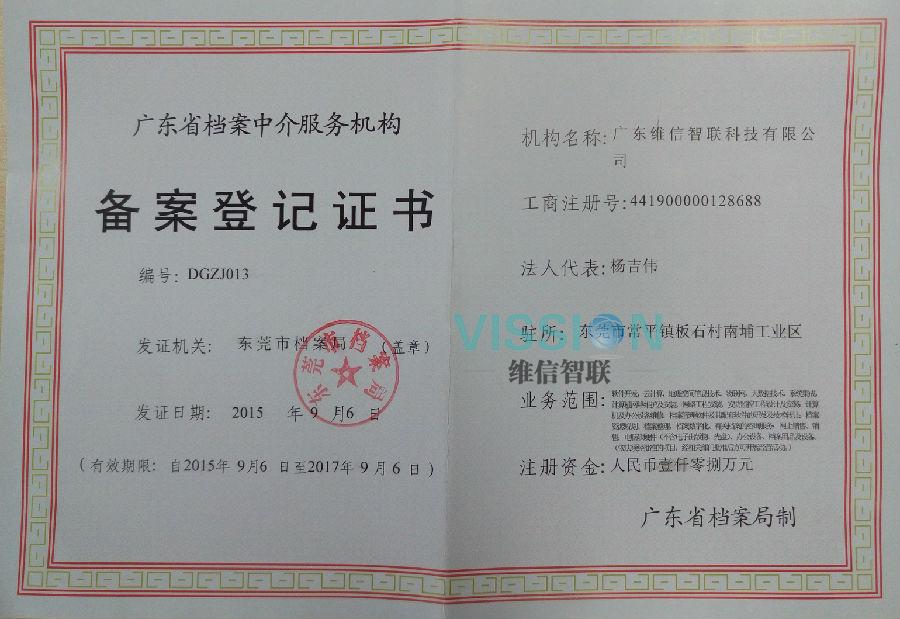 广东省档案中介服务机构
备案登记证书
编号: DGZJ013
发证机关: 东莞市档案局 (盖章)
东莞市档案局
发证日期: 2015 年 9 月6 日
(有效期限: 自2015年 9月6 日至2017年 9 月 6 日)
机构名称: 广东维信智联科技有限公
司
工商注册号: 441900000128688
法人代表: 杨吉伟
VISSION
驻所: 东莞市常平镇板石村南埔工业区
维信智联
业务范围:
注册资金: 人民币壹仟零捌万元
广东省档案局制